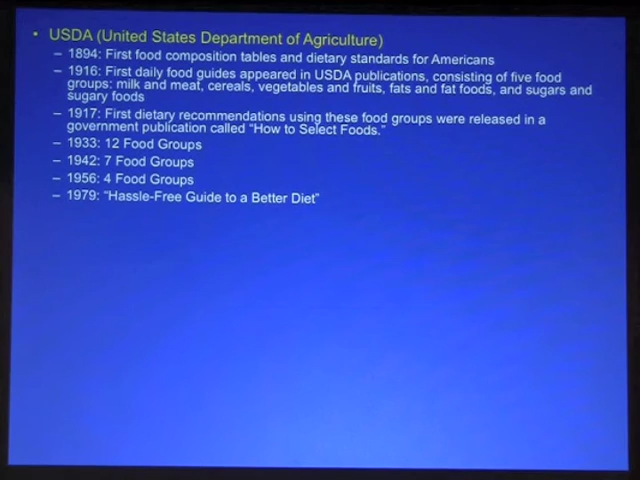 • USDA (United States Department of Agriculture)
– 1894: First food composition tables and dietary standards for Americans
– 1916: First daily food guides appeared in USDA publications, consisting of five food
groups: milk and meat, cereals, vegetables and fruits, fats and fat foods, and sugars and
sugary foods
– 1917: First dietary recommendations using these food groups were released in a
government publication called “How to Select Foods.”
– 1933: 12 Food Groups
– 1942: 7 Food Groups
– 1956: 4 Food Groups
– 1979: “Hassle-Free Guide to a Better Diet”